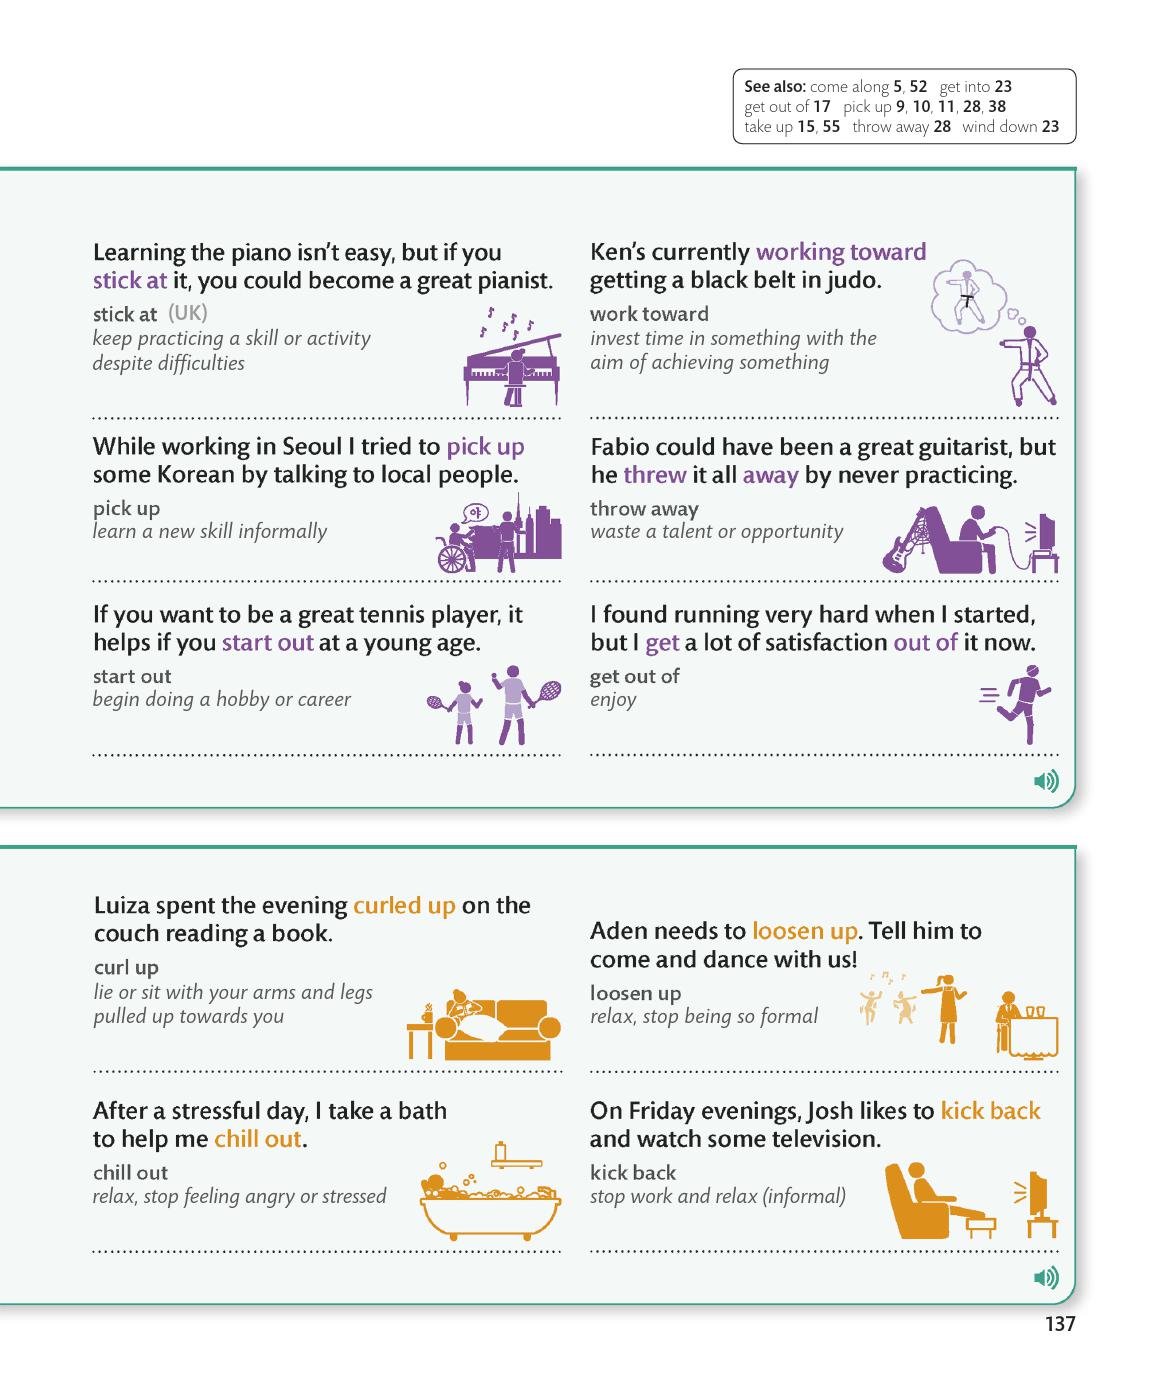 See also: come along 5, 52 get into 23
get out of 17 pick up 9, 10, 11, 28, 38
take up 15, 55 throw away 28 wind down 23
Learning the piano isn't easy, but if you
stick at it, you could become a great pianist.
stick at (UK)
keep practicing a skill or activity
despite difficulties
Ken's currently working toward
getting a black belt in judo.
work toward
invest time in something with the
aim of achieving something
While working in Seoul I tried to pick up
some Korean by talking to local people.
pick up
learn a new skill informally
Fabio could have been a great guitarist, but
he threw it all away by never practicing.
throw away
waste a talent or opportunity
If you want to be a great tennis player, it
helps if you start out at a young age.
start out
begin doing a hobby or career
I found running very hard when I started,
but I get a lot of satisfaction out of it now.
get out of
enjoy
Luiza spent the evening curled up on the
couch reading a book.
curl up
lie or sit with your arms and legs
pulled up towards you
Aden needs to loosen up. Tell him to
come and dance with us!
loosen up
relax, stop being so formal
After a stressful day, I take a bath
to help me chill out.
chill out
relax, stop feeling angry or stressed
On Friday evenings, Josh likes to kick back
and watch some television.
kick back
stop work and relax (informal)
137